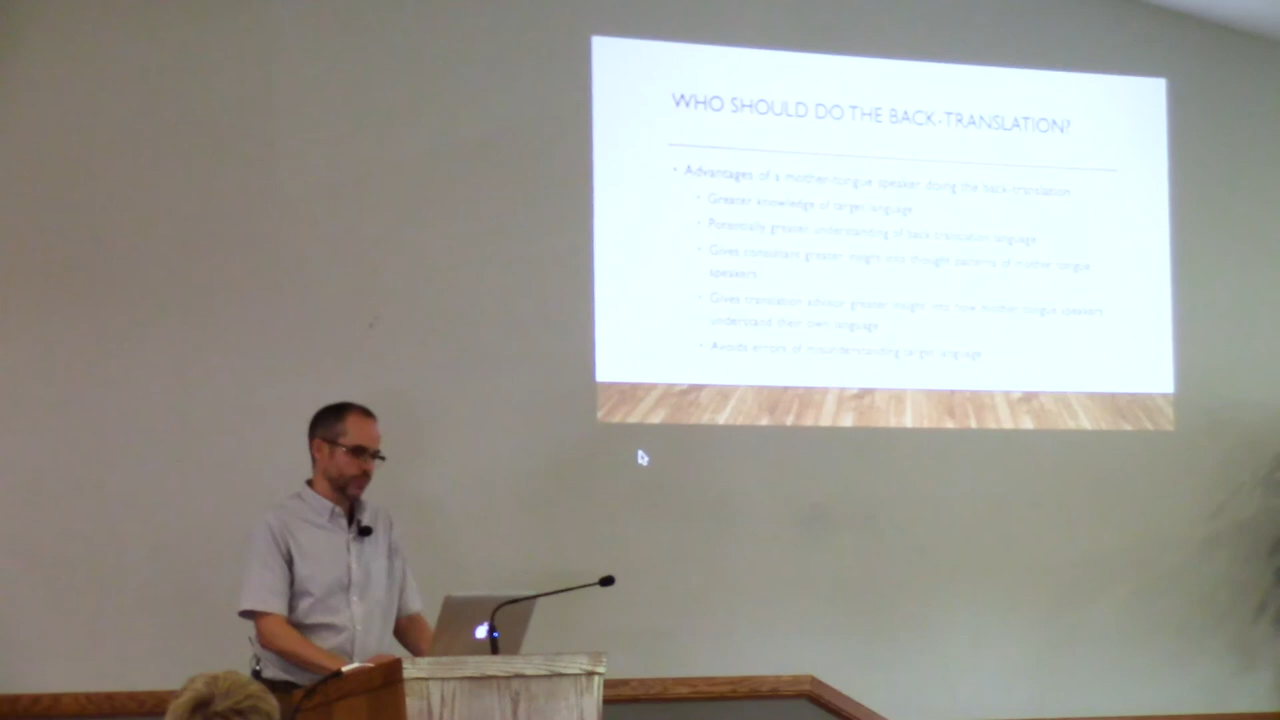 WHO SHOULD DO THE BACK-TRANSLATION?
• Advantages of a mother-tongue speaker doing the back-translation
• Greater knowledge of target language
• Potentially greater understanding of back-translation language
• Gives consultant greater insight into thought patterns of mother-tongue
speakers
• Gives translation advisor greater insight into how mother-tongue speakers
understand their own language
• Avoids errors of misunderstanding target language